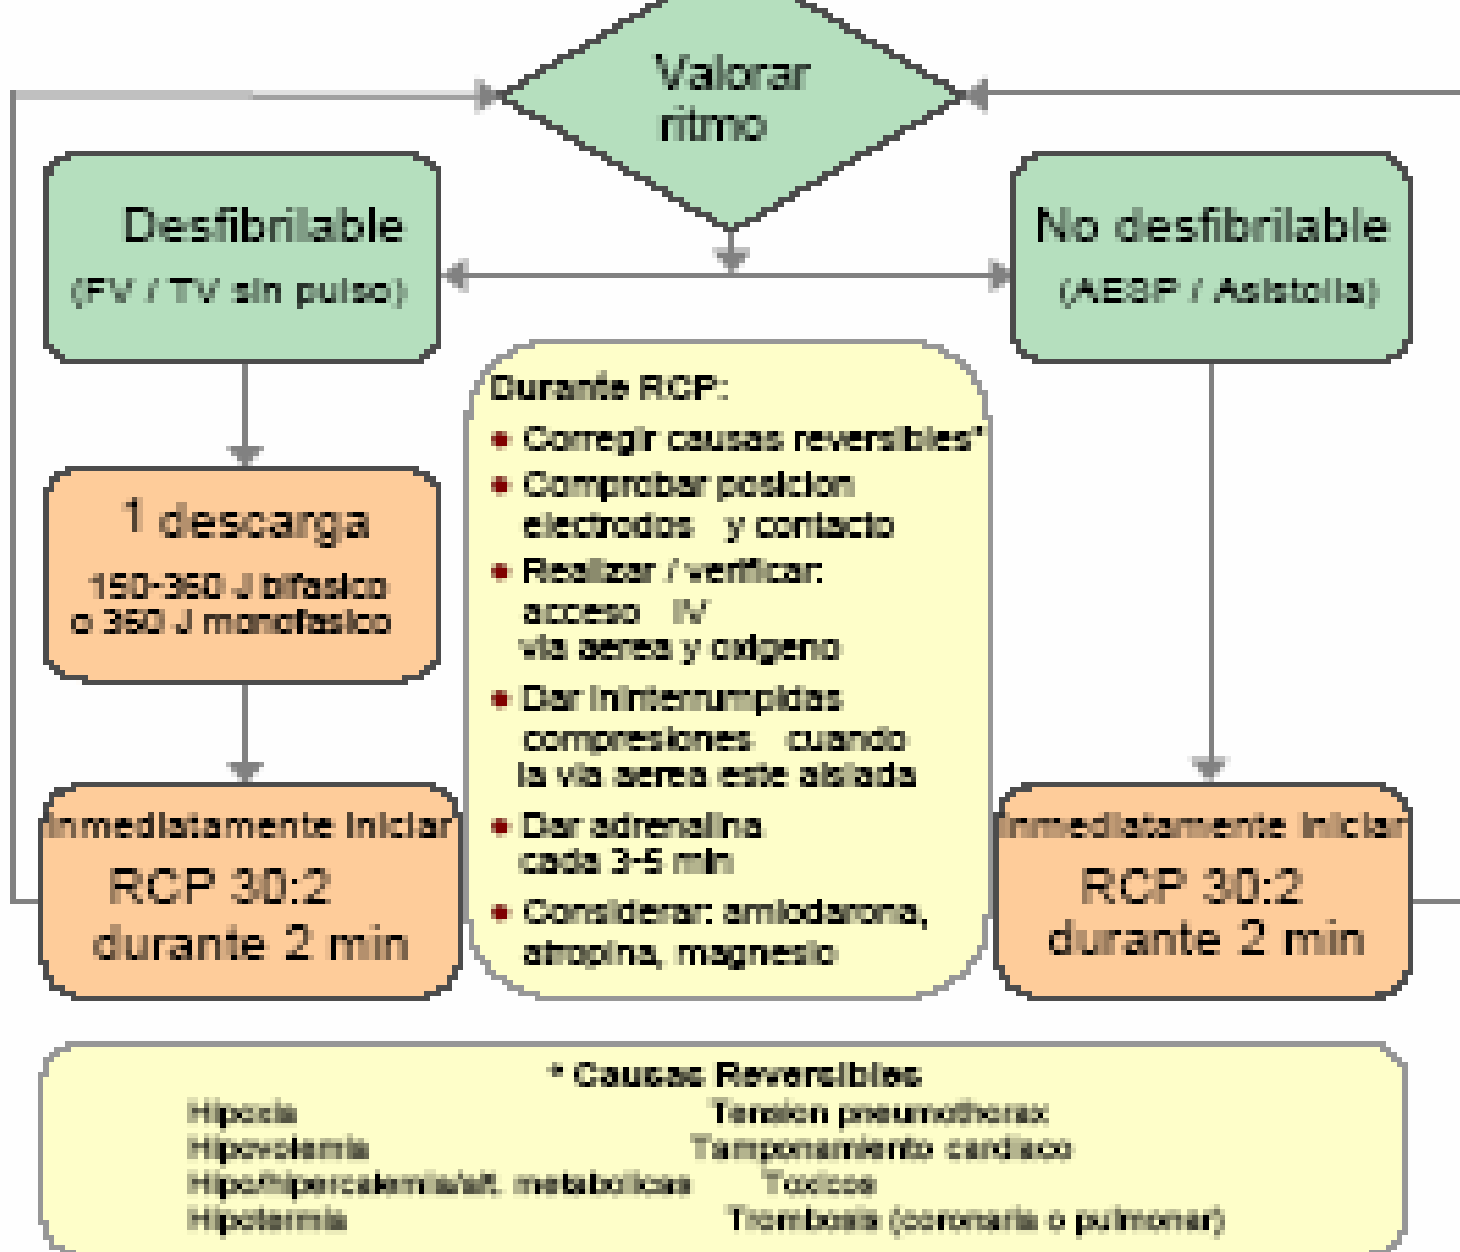 Valorar
ritmo
Desfibrilable
(FV / TV sin pulso)
No desfibrilable
(AESP / Asistolia)
1 descarga
150-360 J bifasico
o 360 J monofasico
Inmediatamente iniciar
RCP 30:2
durante 2 min
Durante RCP:
• Corregir causas reversibles*
• Comprobar posicion
electrodos y contacto
• Realizar / verificar:
acceso IV
via aerea y oxigeno
• Dar ininterrumpidas
compresiones cuando
la via aerea este aislada
• Dar adrenalina
cada 3-5 min
• Considerar: amiodarona,
atropina, magnesio
Inmediatamente iniciar
RCP 30:2
durante 2 min
* Causas Reversibles
Hipoxia Tension pneumothorax
Hipovolemia Tamponamiento cardiaco
Hipo/hipercalemia/alt. metabolicas Toxicos
Hipotermia Trombosis (coronaria o pulmonar)